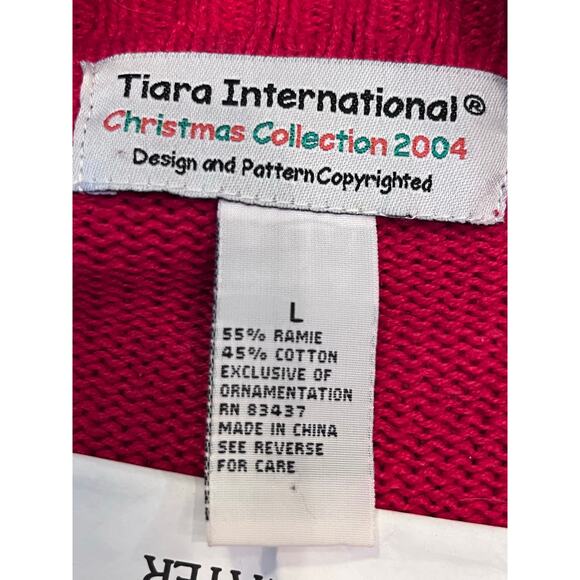 Tiara International®
Christmas Collection 2004
Design and Pattern Copyrighted
L
55% RAMIE
45% COTTON
EXCLUSIVE OF
ORNAMENTATION
RN 83437
MADE IN CHINA
SEE REVERSE
FOR CARE